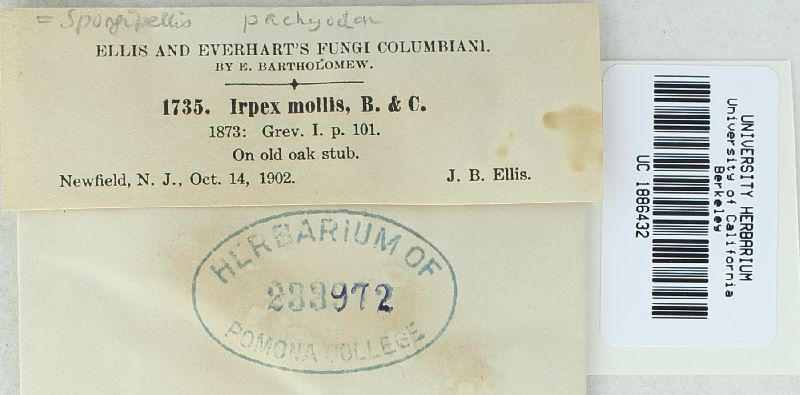 = Spongipellis pachyodon
ELLIS AND EVERHART'S FUNGI COLUMBIANI.
BY E. BARTHOLOMEW.
1735. Irpex mollis, B. & C.
1873: Grev. I. p. 101.
On old oak stub.
Newfield, N. J., Oct. 14, 1902. J. B. Ellis.
HERBARIUM OF
233972
POMONA COLLEGE
UNIVERSITY HERBARIUM
University of California
Berkeley
UC 1886432